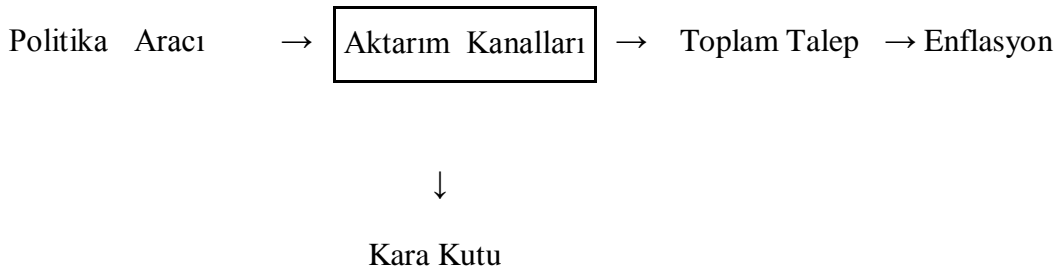 Politika Aracı → Aktarım Kanalları → Toplam Talep → Enflasyon
↓
Kara Kutu